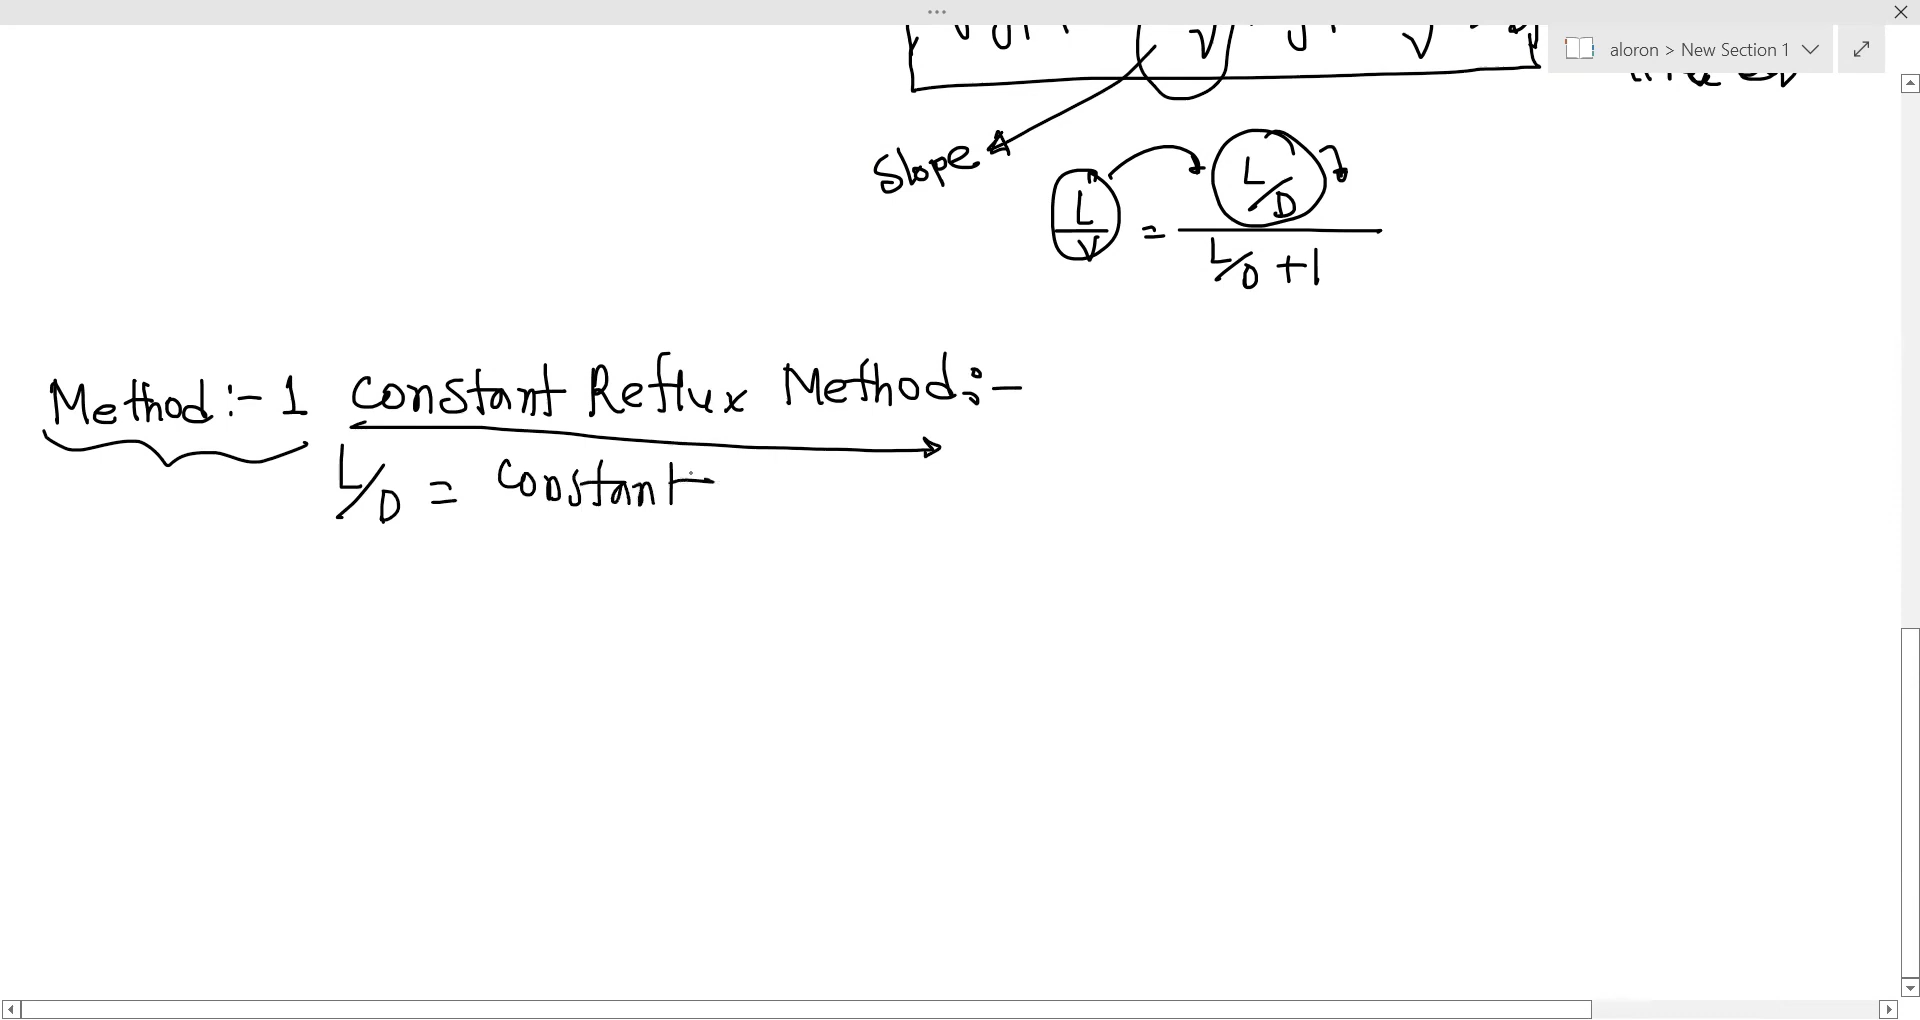 aloron > New Section 1
Slope
L/V = (L/D) / (L/D + 1)
Method:- 1 Constant Reflux Method:-
L/D = Constant